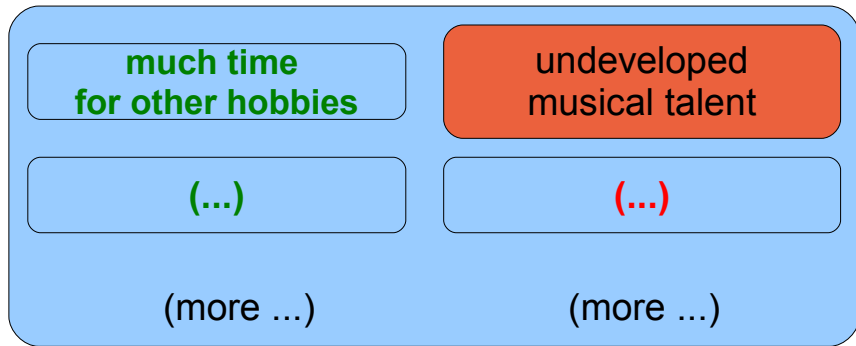 much time
for other hobbies
undeveloped
musical talent
(...)
(...)
(more ...)
(more ...)